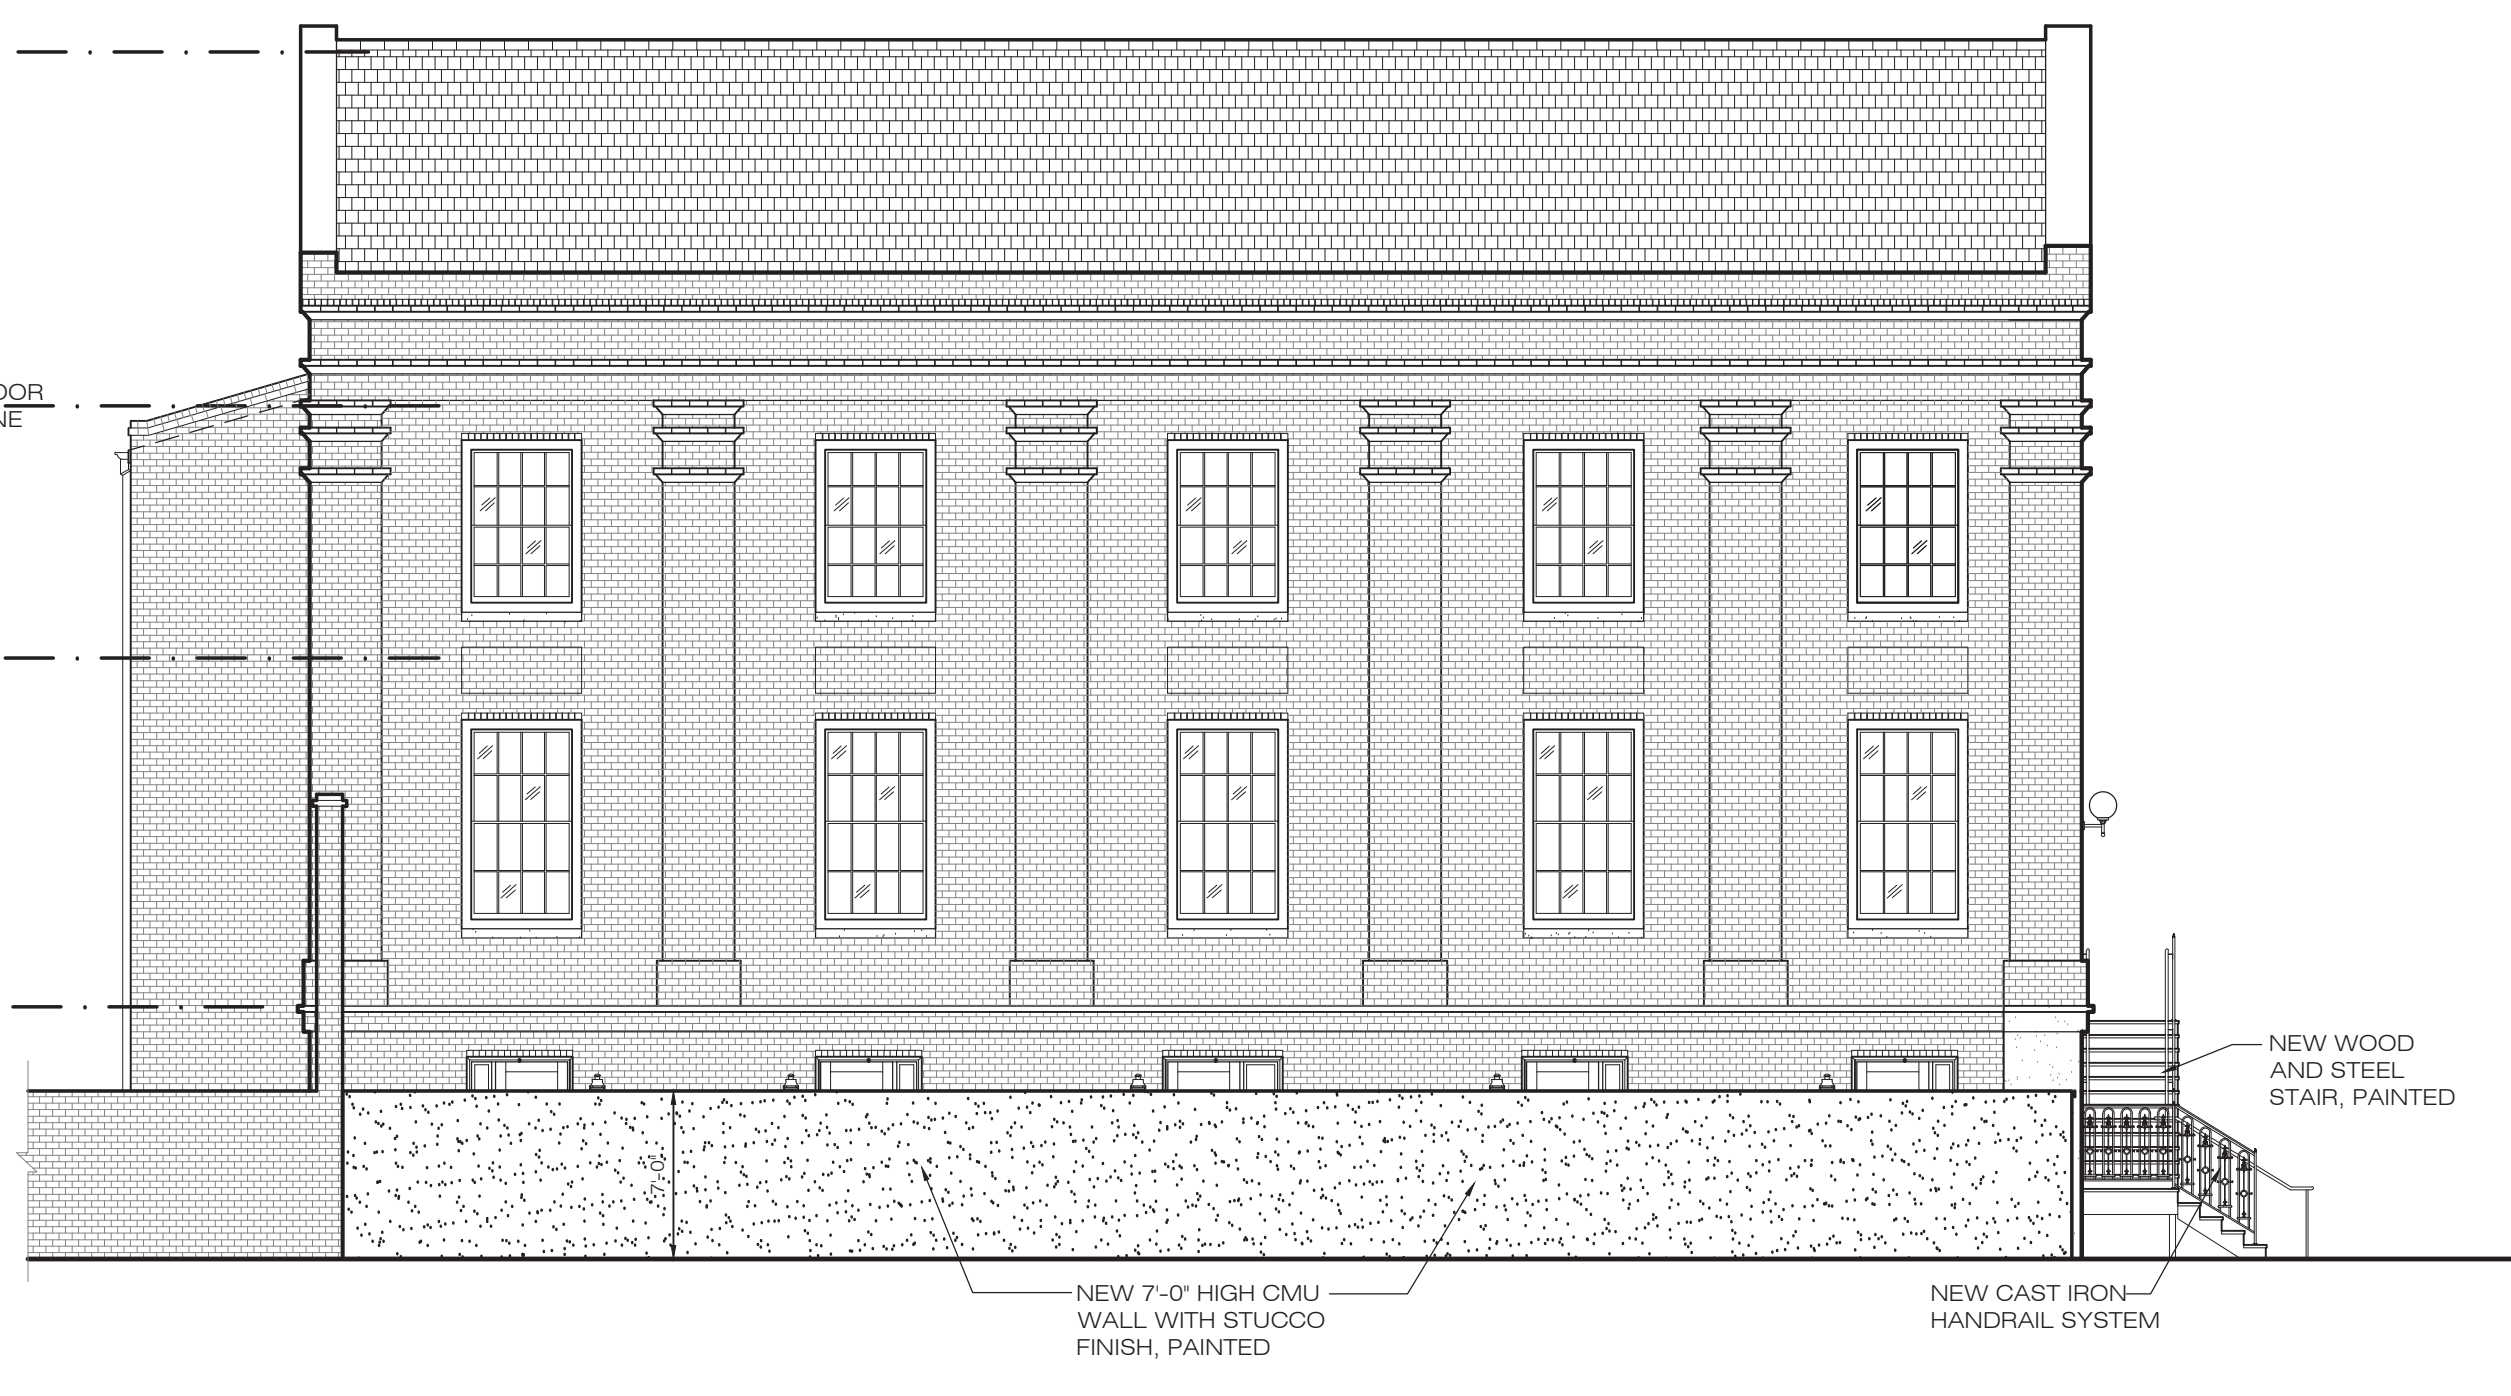 OOR
NE
7'-0"
NEW WOOD
AND STEEL
STAIR, PAINTED
NEW 7'-0" HIGH CMU
WALL WITH STUCCO
FINISH, PAINTED
NEW CAST IRON
HANDRAIL SYSTEM